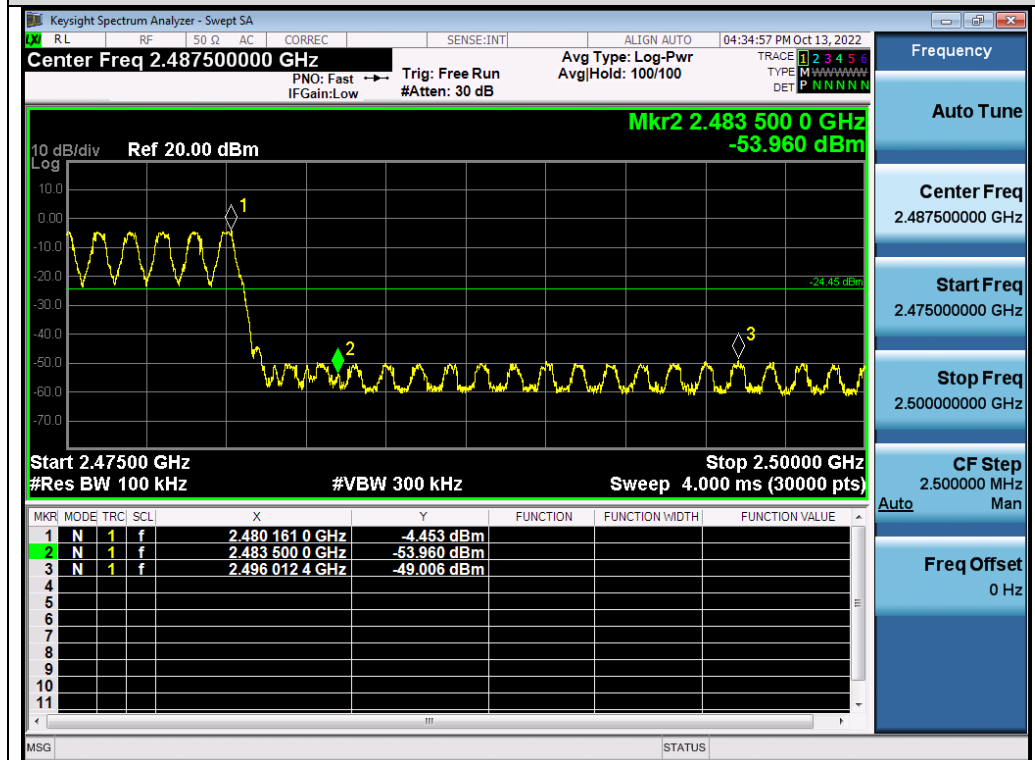 Keysight Spectrum Analyzer - Swept SA
LXI RL RF 50 Ω AC CORREC SENSE:INT ALIGN AUTO 04:34:57 PM Oct 13, 2022
Center Freq 2.487500000 GHz
PNO: Fast
IFGain:Low
Trig: Free Run
#Atten: 30 dB
Avg Type: Log-Pwr
Avg|Hold: 100/100
TRACE 1 2 3 4 5 6
TYPE M WWWWW
DET P N N N N N
Mkr2 2.483 500 0 GHz
-53.960 dBm
10 dB/div Ref 20.00 dBm
Log
10.0
0.00
-10.0
-20.0
-30.0
-40.0
-50.0
-60.0
-70.0
1
2
3
-24.45 dBm
Start 2.47500 GHz Stop 2.50000 GHz
#Res BW 100 kHz #VBW 300 kHz Sweep 4.000 ms (30000 pts)
MKR MODE TRC SCL X Y FUNCTION FUNCTION WIDTH FUNCTION VALUE
1 N 1 f 2.480 161 0 GHz -4.453 dBm
2 N 1 f 2.483 500 0 GHz -53.960 dBm
3 N 1 f 2.496 012 4 GHz -49.006 dBm
4
5
6
7
8
9
10
11
MSG STATUS
Frequency
Auto Tune
Center Freq
2.487500000 GHz
Start Freq
2.475000000 GHz
Stop Freq
2.500000000 GHz
CF Step
2.500000 MHz
Auto Man
Freq Offset
0 Hz